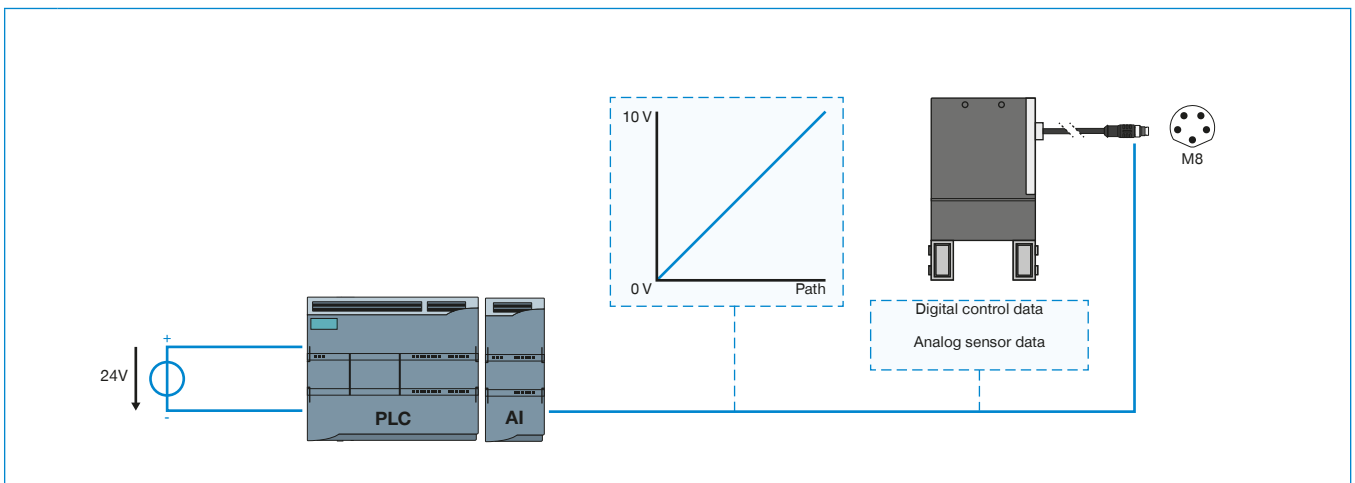 10 V
0 V
Path
M8
Digital control data
Analog sensor data
+
24V
-
PLC
AI